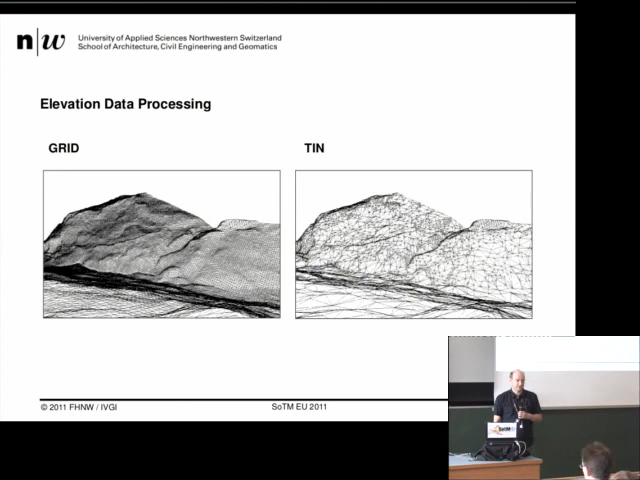 n w University of Applied Sciences Northwestern Switzerland
School of Architecture, Civil Engineering and Geomatics
Elevation Data Processing
GRID
TIN
© 2011 FHNW / IVGI
SoTM EU 2011
SoTM